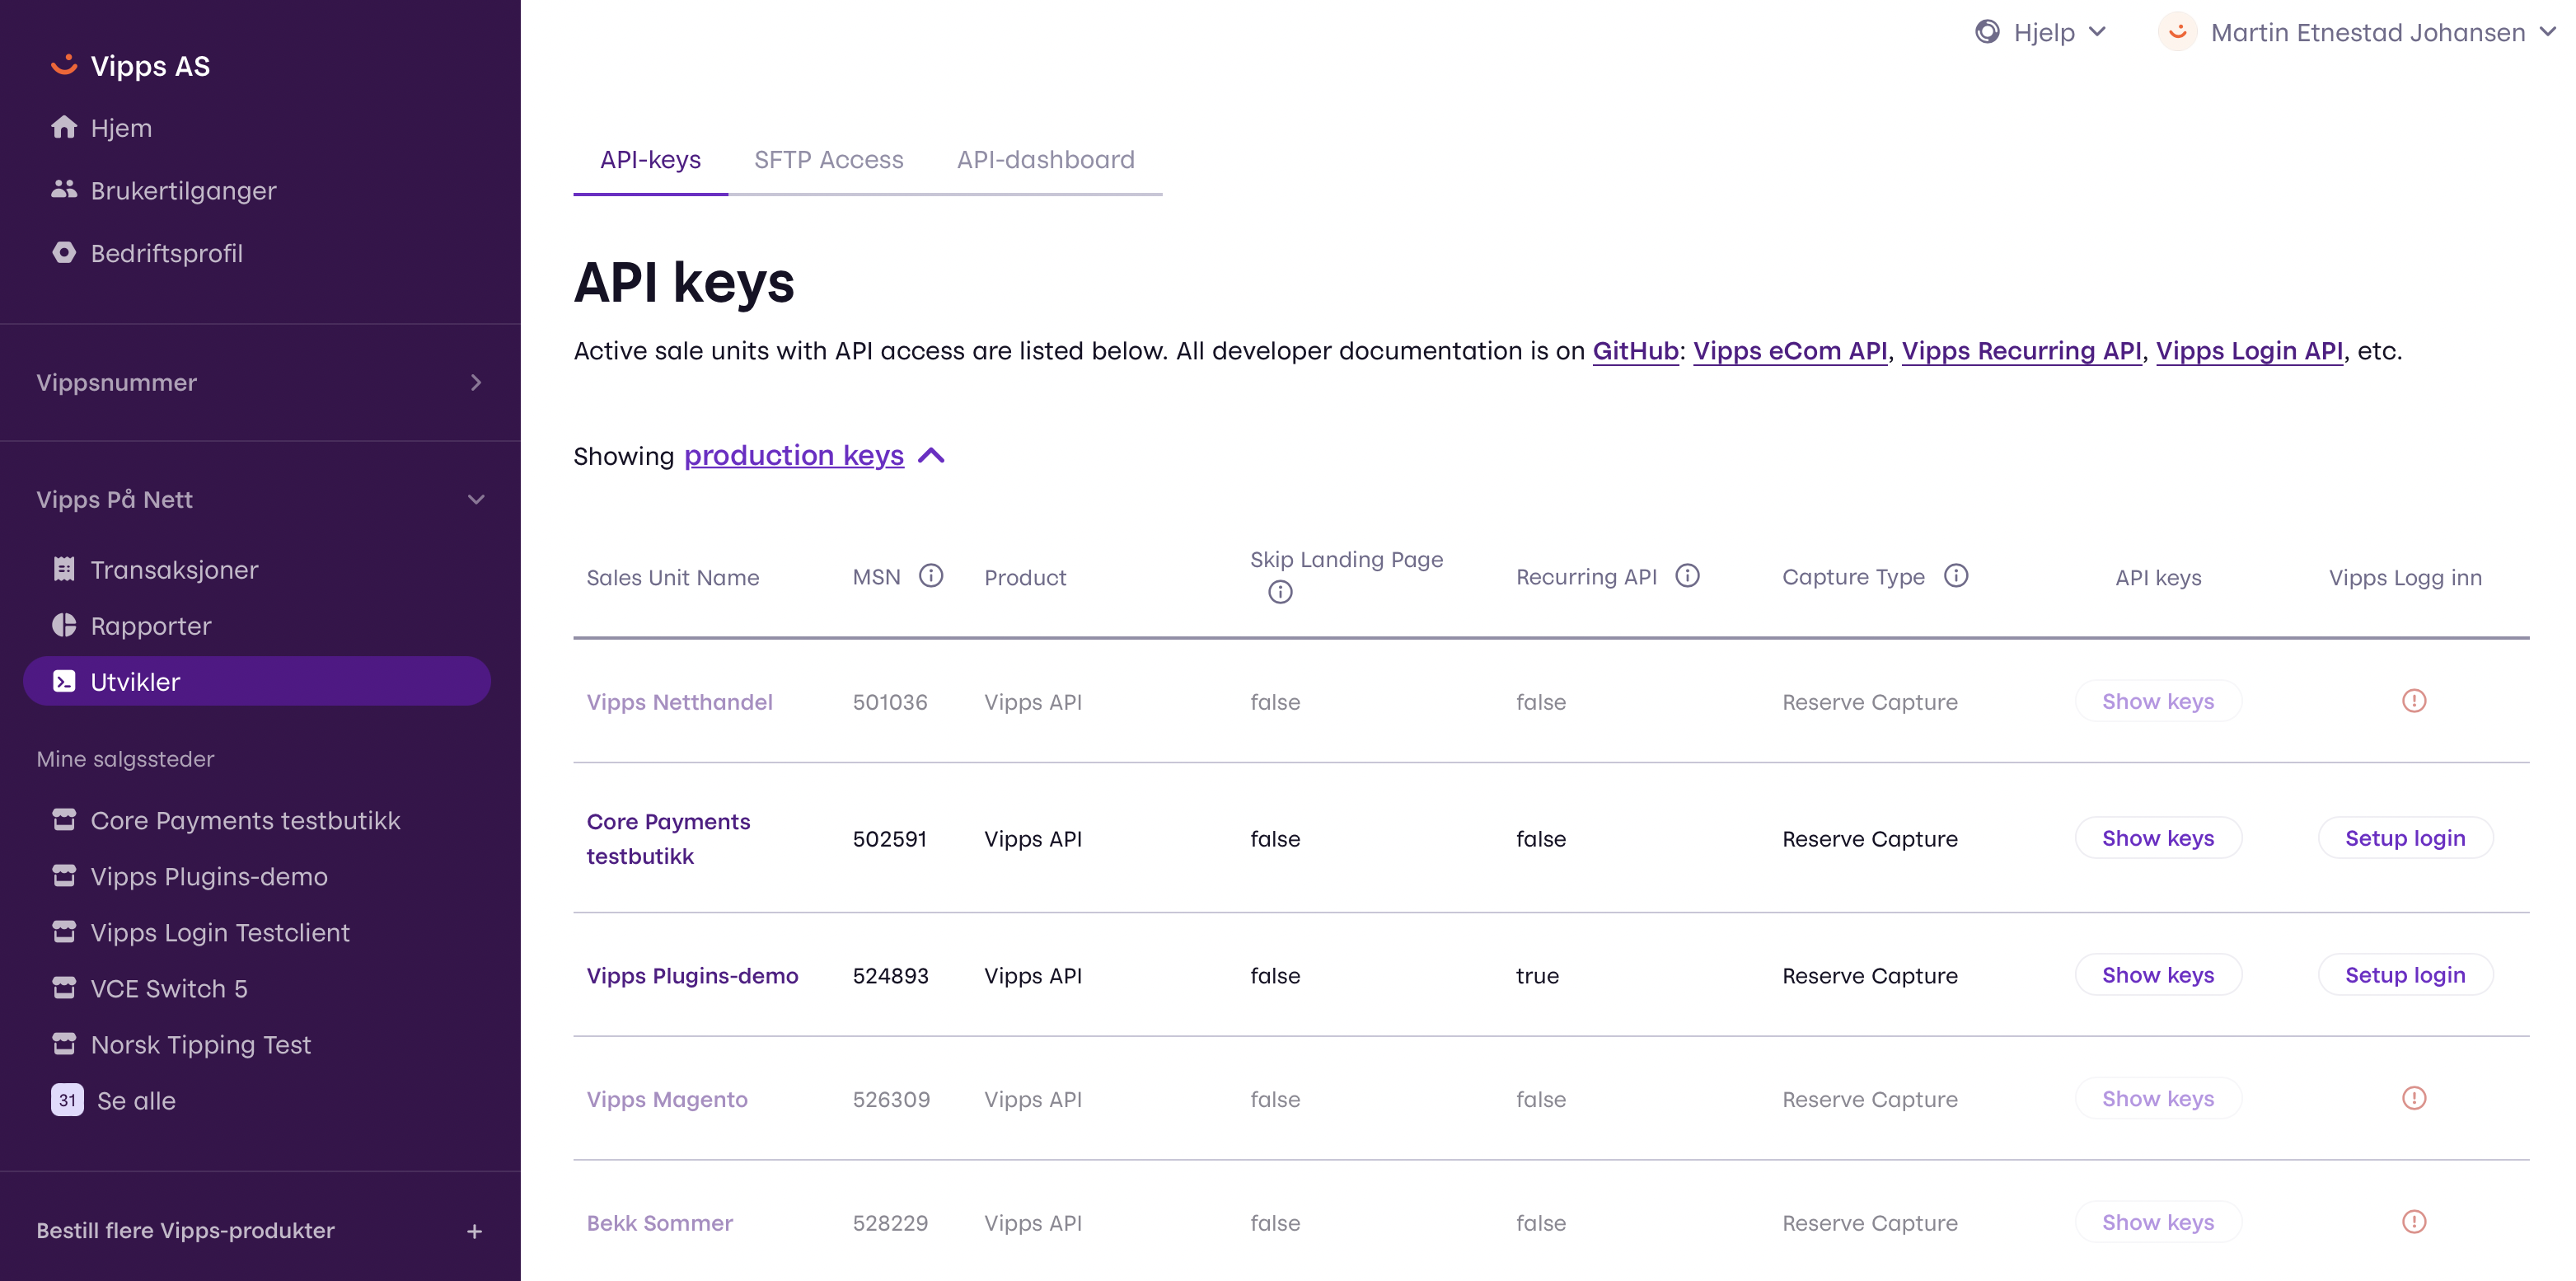 Vipps AS
Hjem
Brukertilganger
Bedriftsprofil
Vippsnummer
Vipps På Nett
Transaksjoner
Rapporter
Utvikler
Mine salgssteder
Core Payments testbutikk
Vipps Plugins-demo
Vipps Login Testclient
VCE Switch 5
Norsk Tipping Test
31 Se alle
Bestill flere Vipps-produkter +
Hjelp Martin Etnestad Johansen
API-keys SFTP Access API-dashboard
API keys
Active sale units with API access are listed below. All developer documentation is on GitHub: Vipps eCom API, Vipps Recurring API, Vipps Login API, etc.
Showing production keys
Sales Unit Name MSN Product Skip Landing Page Recurring API Capture Type API keys Vipps Logg inn
Vipps Netthandel 501036 Vipps API false false Reserve Capture Show keys
Core Payments
testbutikk 502591 Vipps API false false Reserve Capture Show keys Setup login
Vipps Plugins-demo 524893 Vipps API false true Reserve Capture Show keys Setup login
Vipps Magento 526309 Vipps API false false Reserve Capture Show keys
Bekk Sommer 528229 Vipps API false false Reserve Capture Show keys